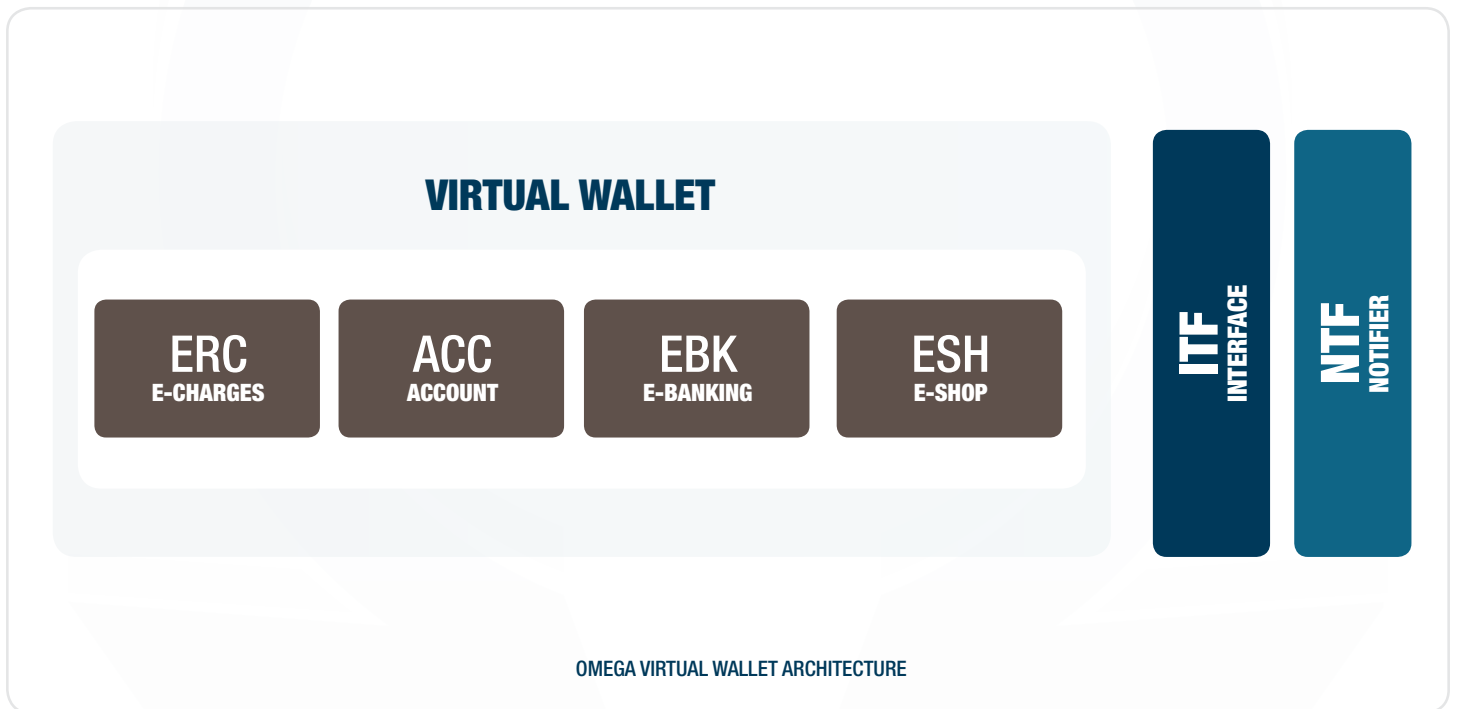 VIRTUAL WALLET
ERC
E-CHARGES
ACC
ACCOUNT
EBK
E-BANKING
ESH
E-SHOP
ITF
INTERFACE
NTF
NOTIFIER
OMEGA VIRTUAL WALLET ARCHITECTURE